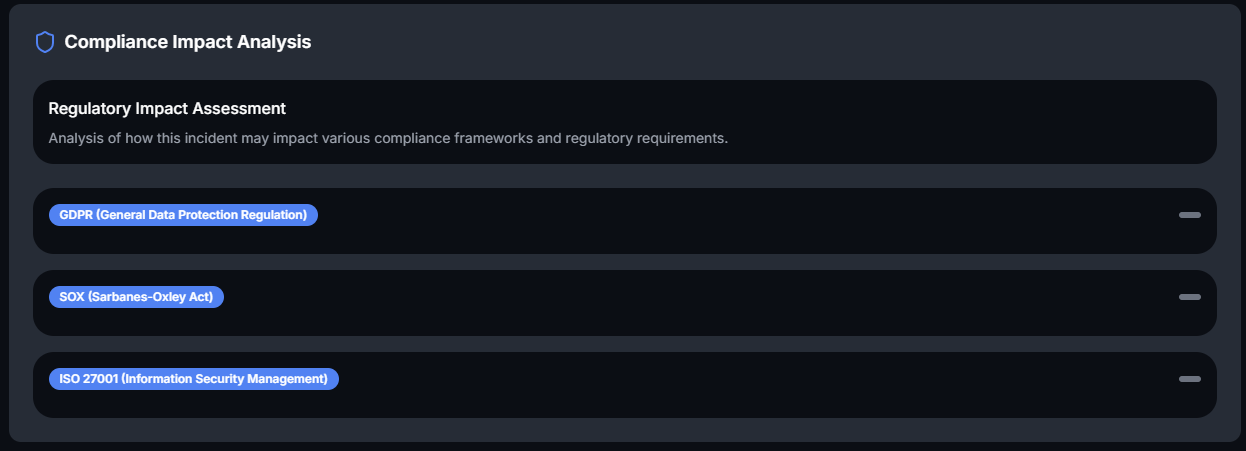 Compliance Impact Analysis
Regulatory Impact Assessment
Analysis of how this incident may impact various compliance frameworks and regulatory requirements.
GDPR (General Data Protection Regulation)
SOX (Sarbanes-Oxley Act)
ISO 27001 (Information Security Management)